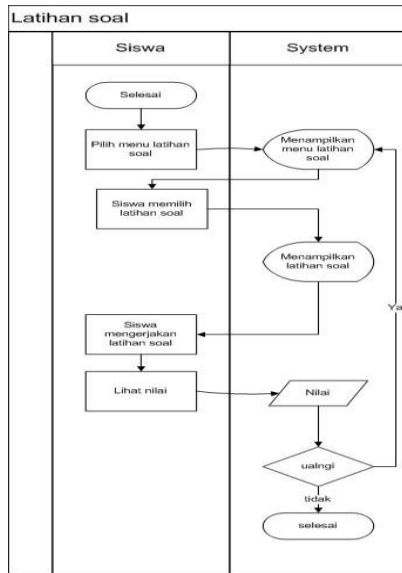 Latihan soal
Siswa
System
Selesai
Pilih menu latihan
soal
Menampilkan
menu latihan
soal
Siswa memilih
latihan soal
Menampilkan
latihan soal
Siswa
mengerjakan
latihan soal
Ya
Lihat nilai
Nilai
ualngi
tidak
selesai